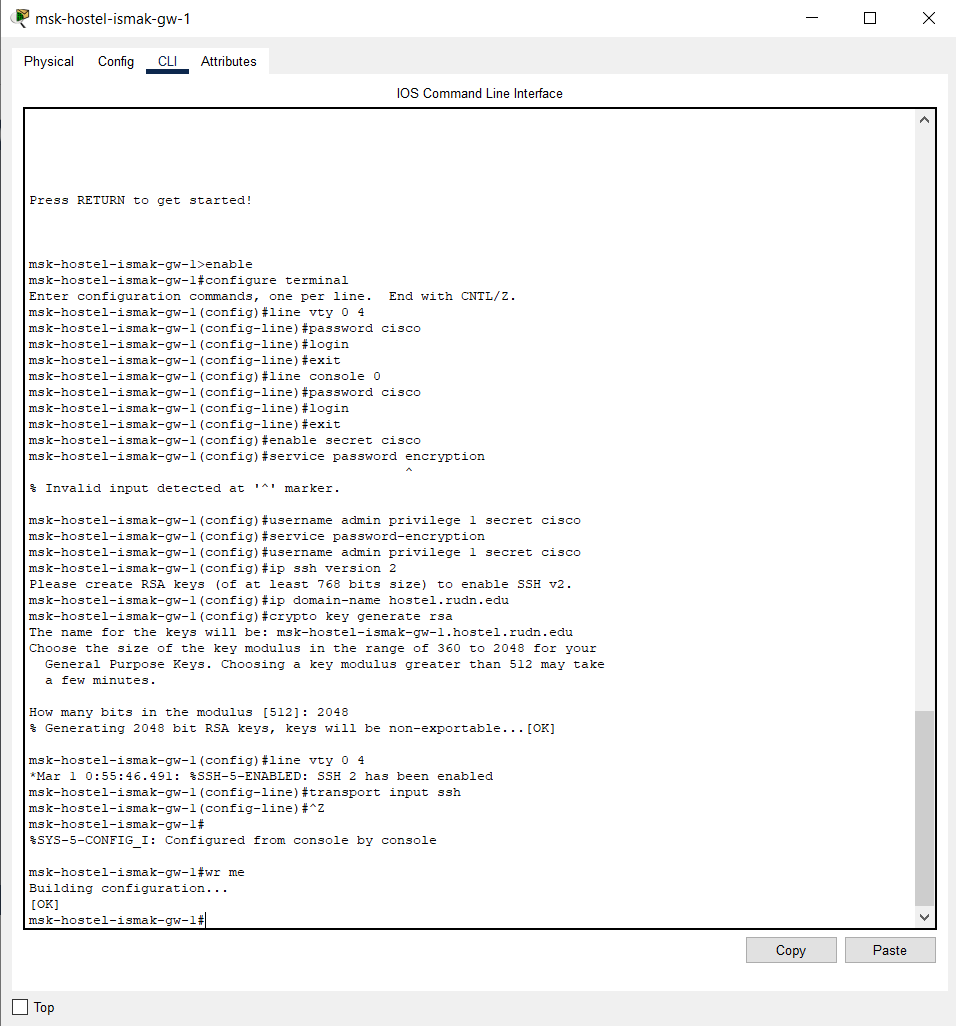 msk-hostel-ismak-gw-1
Physical Config CLI Attributes
IOS Command Line Interface
Press RETURN to get started!
msk-hostel-ismak-gw-1>enable
msk-hostel-ismak-gw-1#configure terminal
Enter configuration commands, one per line.  End with CNTL/Z.
msk-hostel-ismak-gw-1(config)#line vty 0 4
msk-hostel-ismak-gw-1(config-line)#password cisco
msk-hostel-ismak-gw-1(config-line)#login
msk-hostel-ismak-gw-1(config-line)#exit
msk-hostel-ismak-gw-1(config)#line console 0
msk-hostel-ismak-gw-1(config-line)#password cisco
msk-hostel-ismak-gw-1(config-line)#login
msk-hostel-ismak-gw-1(config-line)#exit
msk-hostel-ismak-gw-1(config)#enable secret cisco
msk-hostel-ismak-gw-1(config)#service password encryption
^
% Invalid input detected at '^' marker.
msk-hostel-ismak-gw-1(config)#username admin privilege 1 secret cisco
msk-hostel-ismak-gw-1(config)#service password-encryption
msk-hostel-ismak-gw-1(config)#username admin privilege 1 secret cisco
msk-hostel-ismak-gw-1(config)#ip ssh version 2
Please create RSA keys (of at least 768 bits size) to enable SSH v2.
msk-hostel-ismak-gw-1(config)#ip domain-name hostel.rudn.edu
msk-hostel-ismak-gw-1(config)#crypto key generate rsa
The name for the keys will be: msk-hostel-ismak-gw-1.hostel.rudn.edu
Choose the size of the key modulus in the range of 360 to 2048 for your
General Purpose Keys. Choosing a key modulus greater than 512 may take
a few minutes.
How many bits in the modulus [512]: 2048
% Generating 2048 bit RSA keys, keys will be non-exportable...[OK]
msk-hostel-ismak-gw-1(config)#line vty 0 4
*Mar 1 0:55:46.491: %SSH-5-ENABLED: SSH 2 has been enabled
msk-hostel-ismak-gw-1(config-line)#transport input ssh
msk-hostel-ismak-gw-1(config-line)#^Z
msk-hostel-ismak-gw-1#
%SYS-5-CONFIG_I: Configured from console by console
msk-hostel-ismak-gw-1#wr me
Building configuration...
[OK]
msk-hostel-ismak-gw-1#
Copy Paste
Top